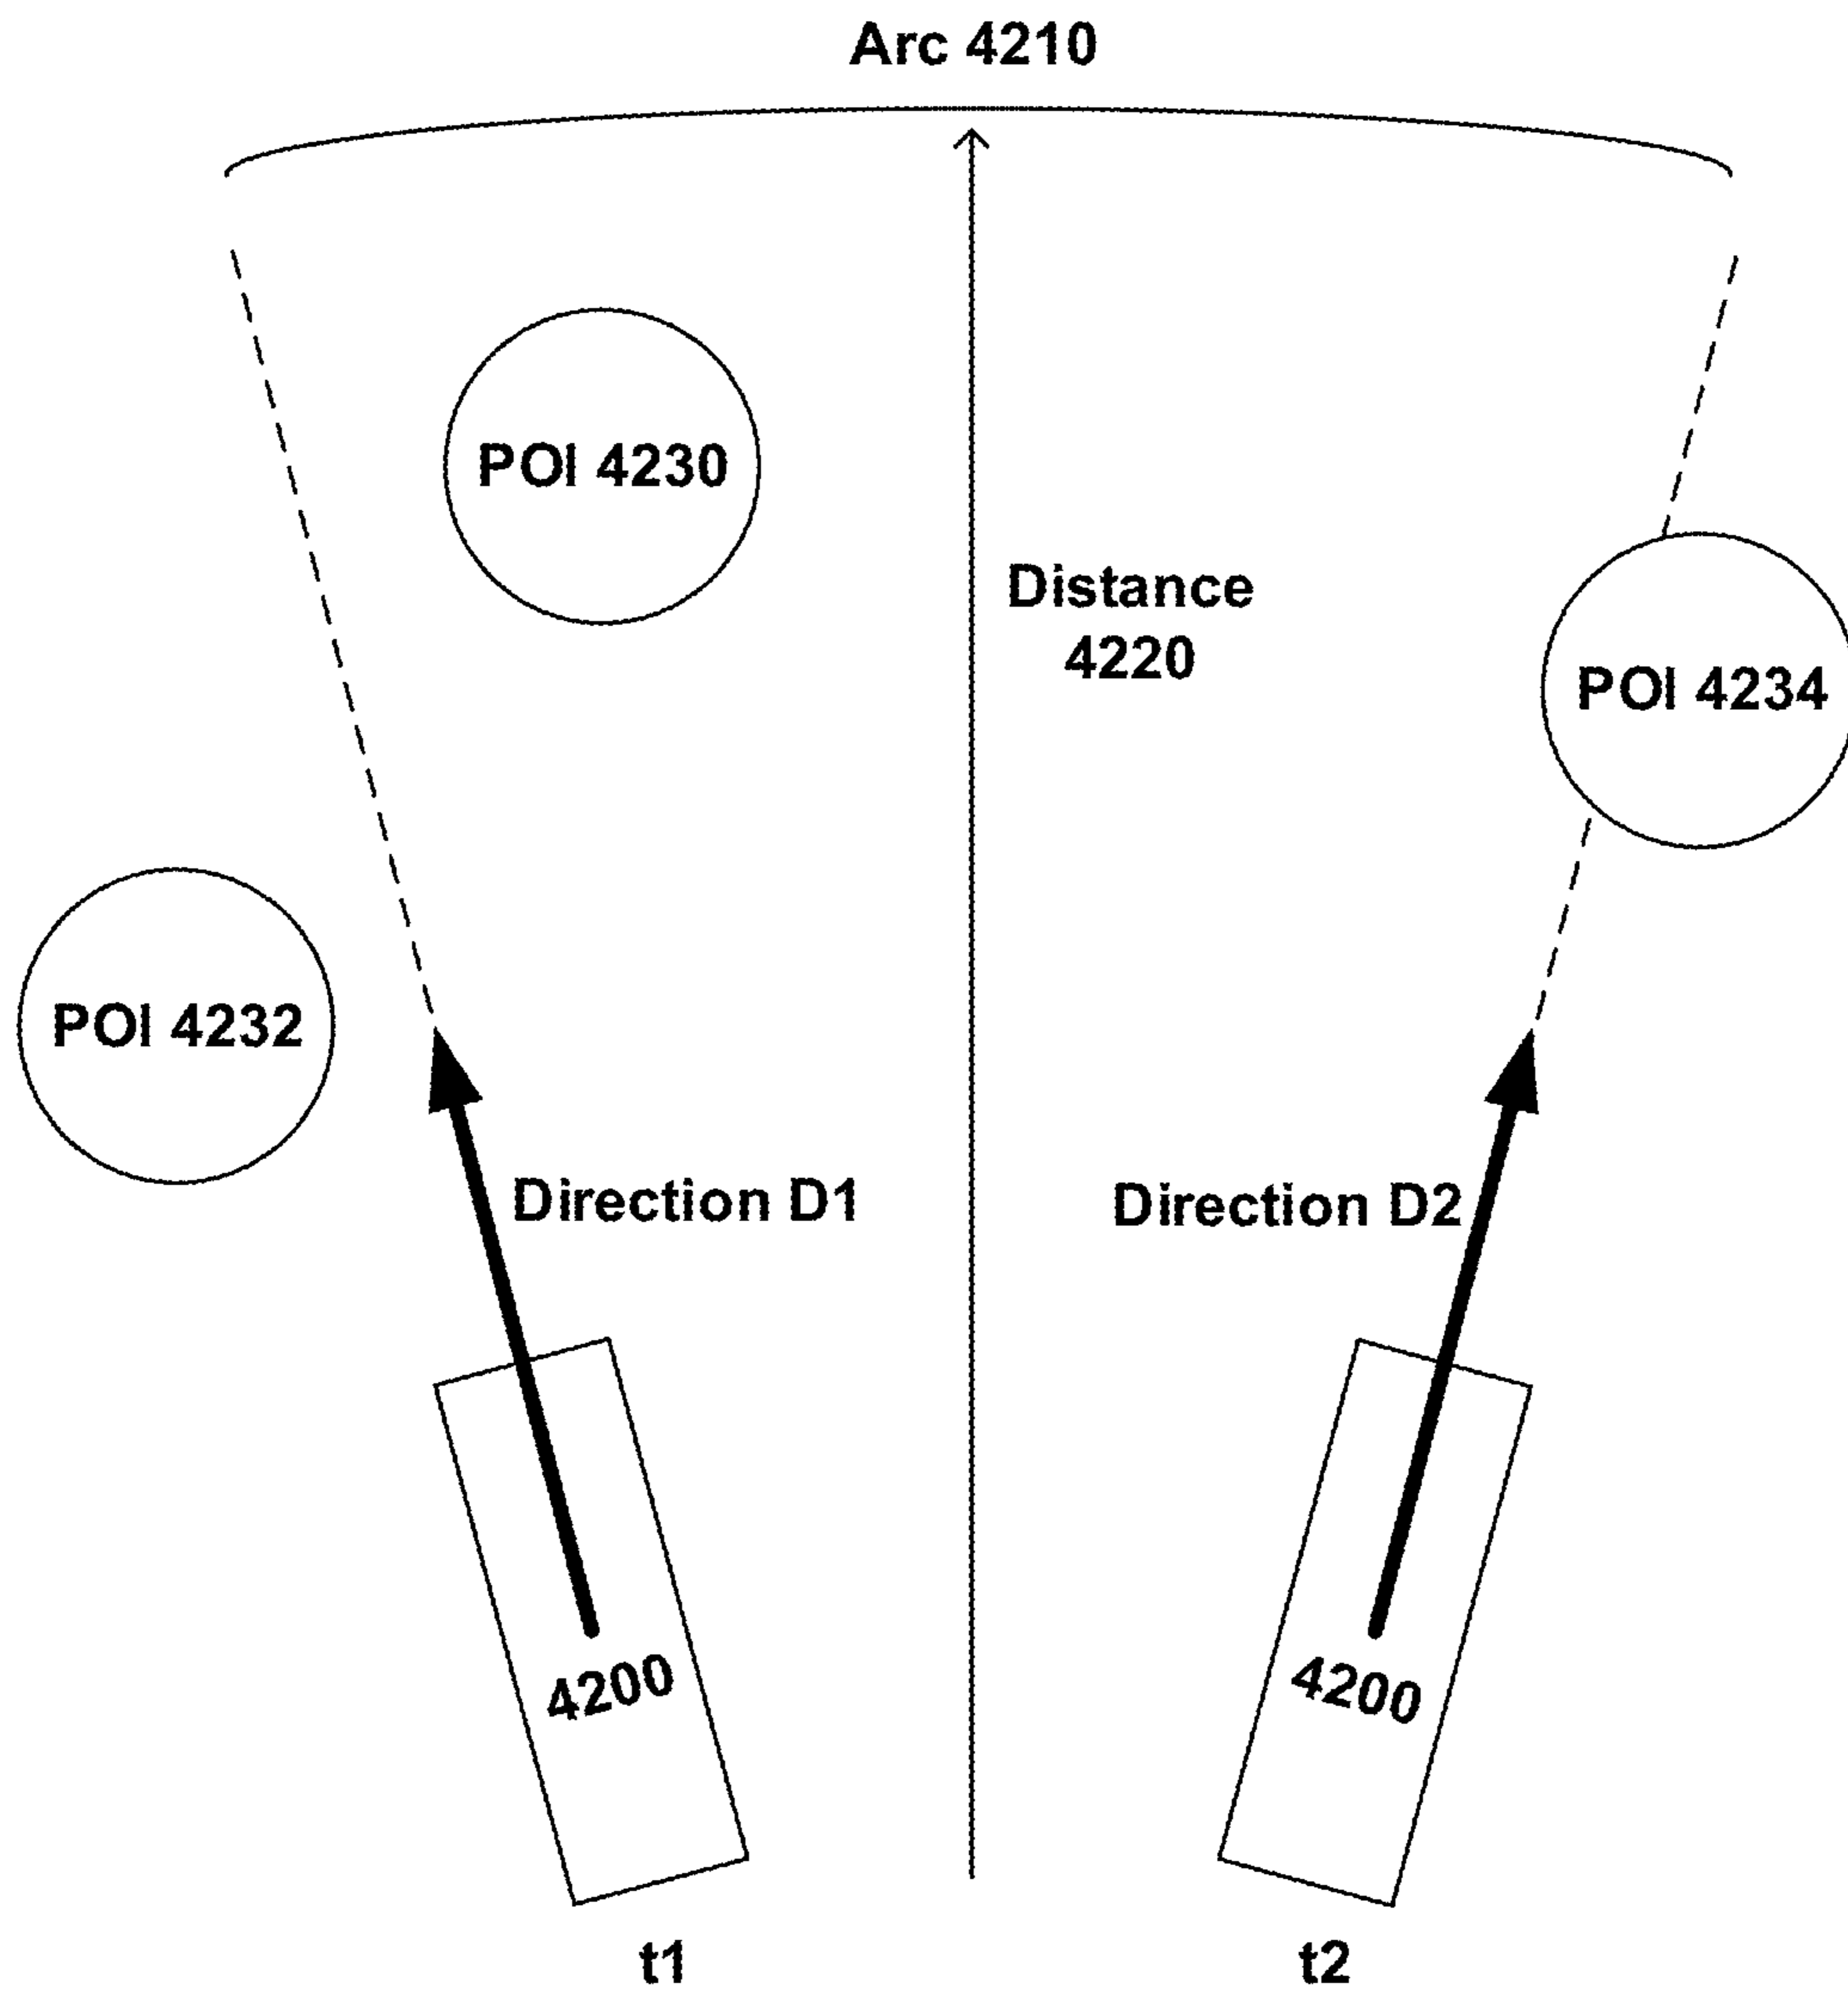 Arc 4210
POI 4230
Distance
4220
POI 4234
POI 4232
Direction D1
Direction D2
4200
4200
t1
t2